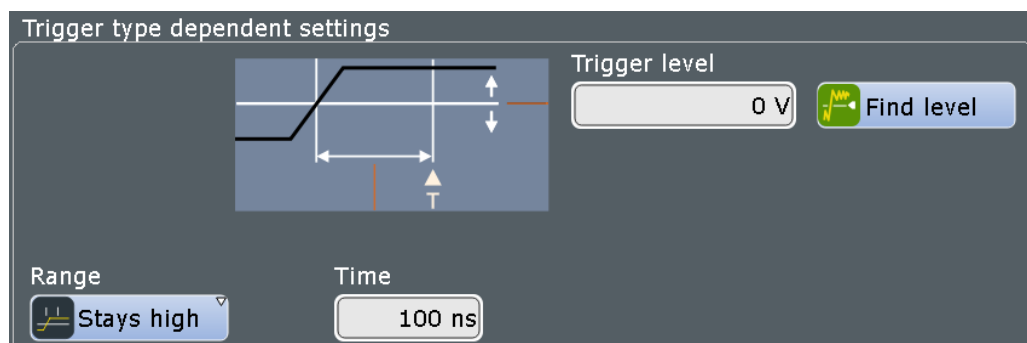 Trigger type dependent settings
Trigger level
0 V
Find level
T
Range
Time
Stays high
100 ns